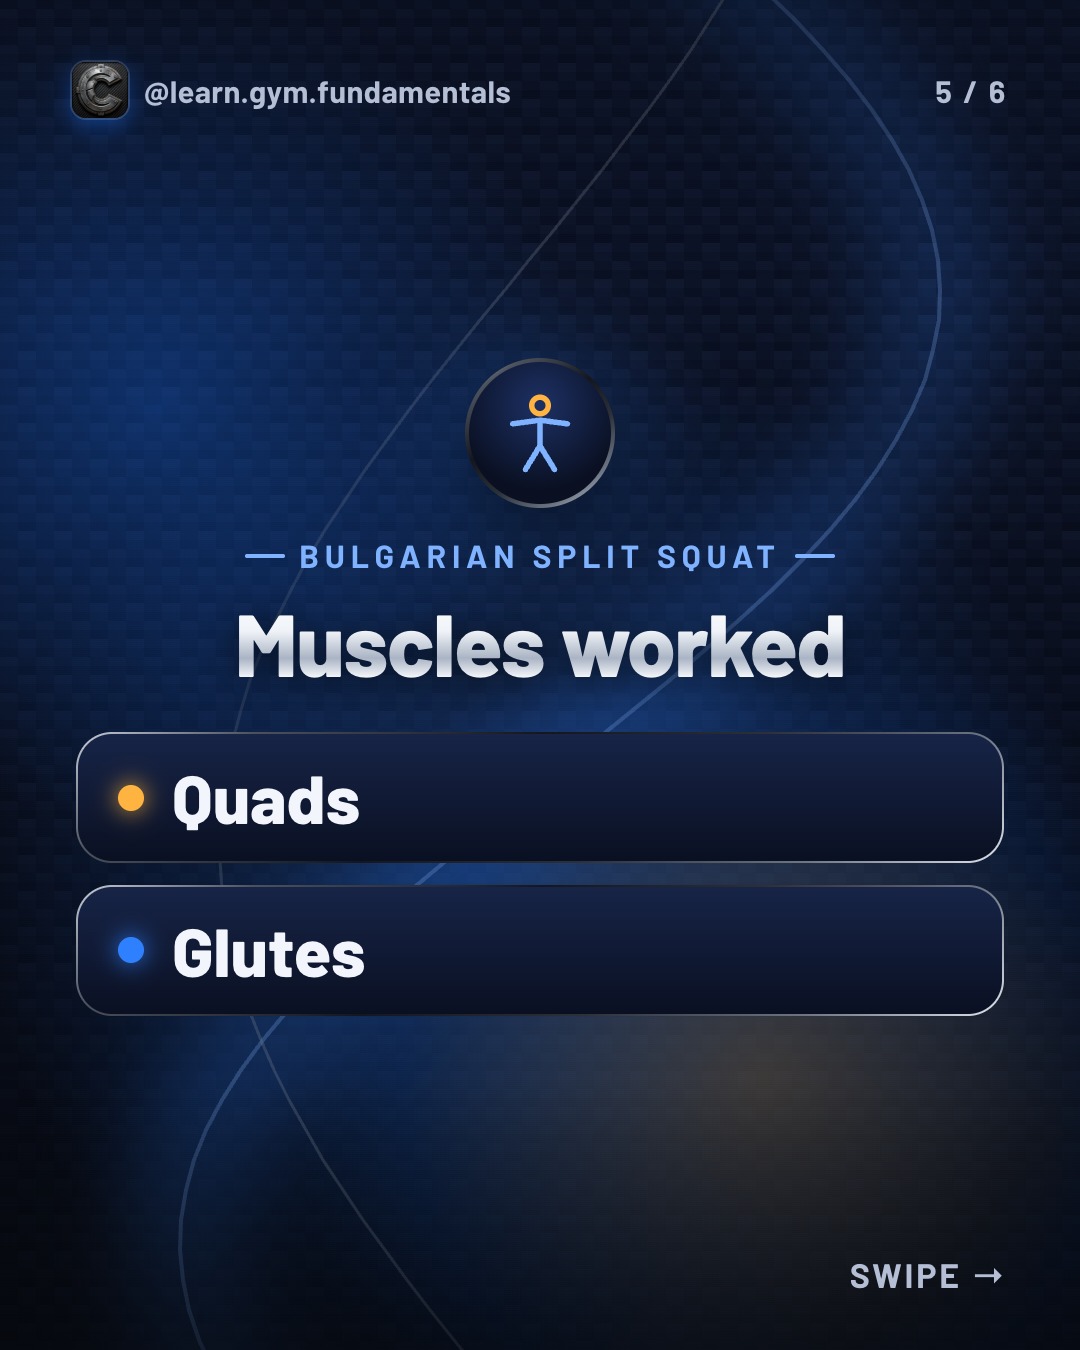 @learn.gym.fundamentals
5 / 6
BULGARIAN SPLIT SQUAT
Muscles worked
Quads
Glutes
SWIPE →